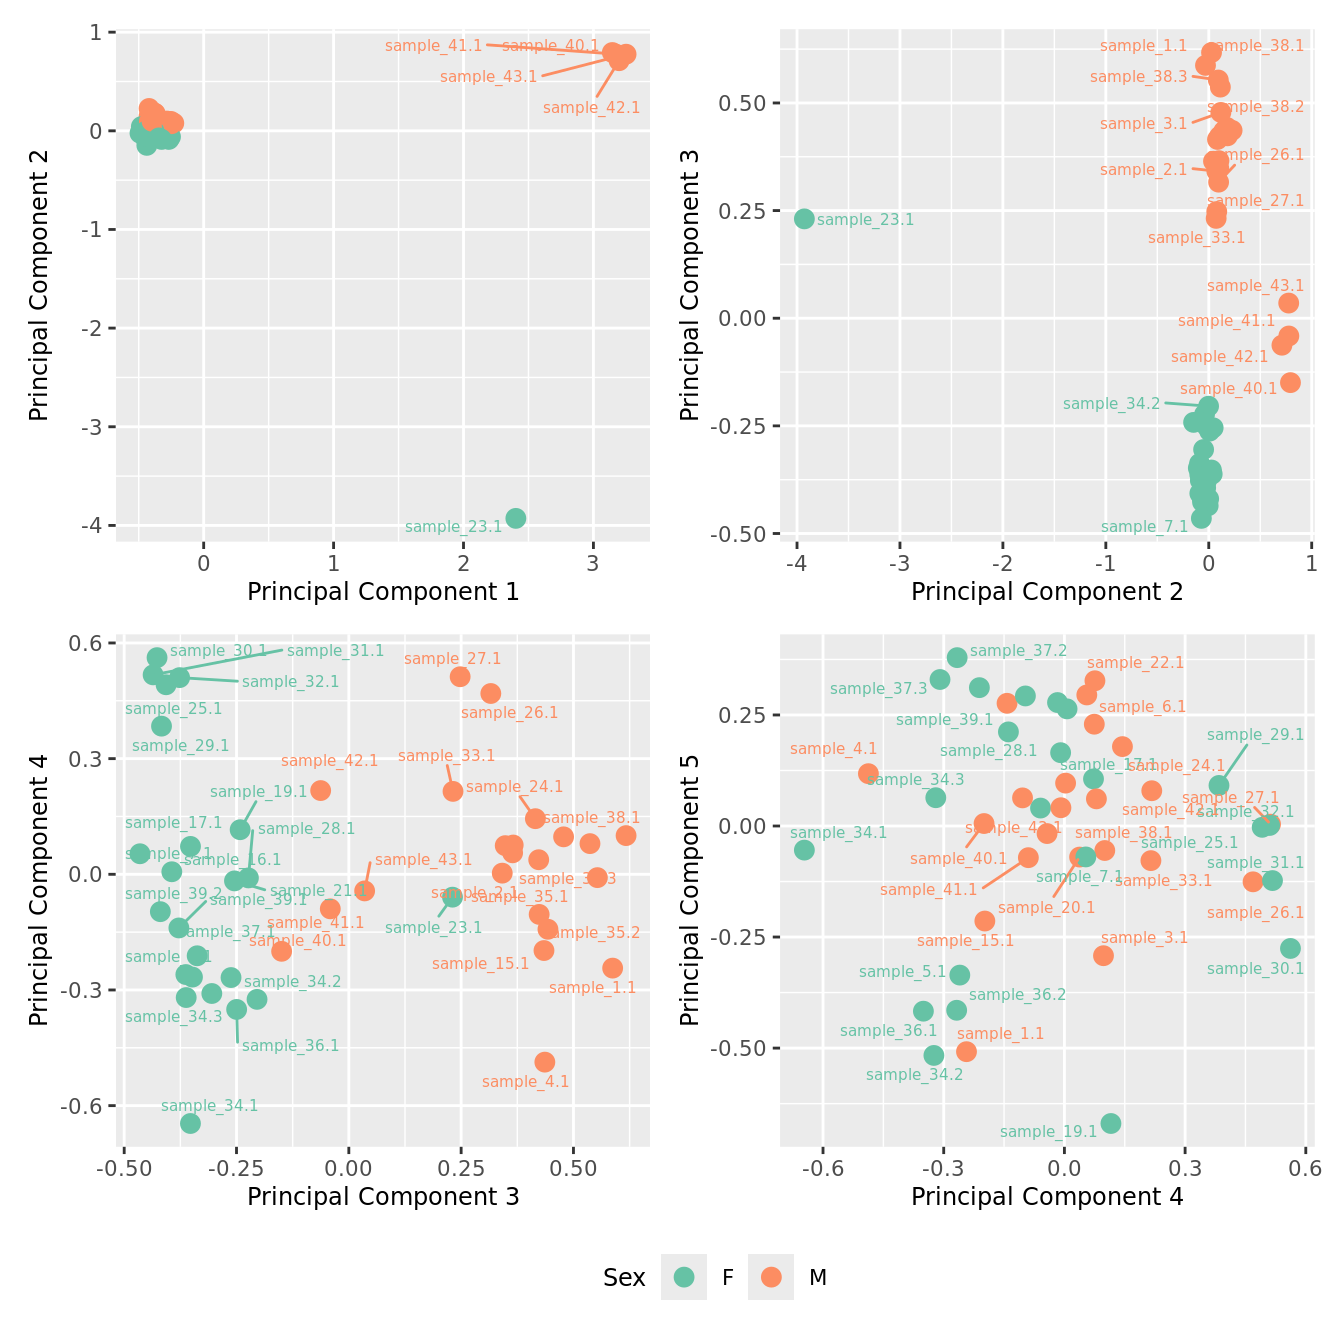 1
0
-1
-2
-3
-4
Principal Component 2
sample_41.1
sample_40.1
sample_43.1
sample_42.1
sample_23.1
0
1
2
3
Principal Component 1
0.50
0.25
0.00
-0.25
-0.50
Principal Component 3
sample_1.1
sample_38.1
sample_38.3
sample_38.2
sample_3.1
sample_26.1
sample_2.1
sample_27.1
sample_23.1
sample_33.1
sample_43.1
sample_41.1
sample_42.1
sample_40.1
sample_34.2
sample_7.1
-4
-3
-2
-1
0
1
Principal Component 2
0.6
0.3
0.0
-0.3
-0.6
Principal Component 4
sample_30.1
sample_31.1
sample_27.1
sample_32.1
sample_25.1
sample_26.1
sample_29.1
sample_33.1
sample_42.1
sample_19.1
sample_24.1
sample_17.1
sample_28.1
sample_38.1
sample_16.1
sample_43.1
sample_21.1
sample_39.2
sample_39.1
sample_2.1
sample_35.1
sample_41.1
sample_23.1
sample_37.1
sample_40.1
sample_35.2
sample_15.1
sample_34.2
sample_1.1
sample_34.3
sample_36.1
sample_4.1
sample_34.1
-0.50
-0.25
0.00
0.25
0.50
Principal Component 3
0.25
0.00
-0.25
-0.50
Principal Component 5
sample_37.2
sample_22.1
sample_37.3
sample_6.1
sample_39.1
sample_29.1
sample_4.1
sample_28.1
sample_17.1
sample_24.1
sample_34.3
sample_27.1
sample_32.1
sample_34.1
sample_38.1
sample_25.1
sample_40.1
sample_31.1
sample_7.1
sample_33.1
sample_41.1
sample_20.1
sample_26.1
sample_15.1
sample_3.1
sample_5.1
sample_30.1
sample_36.2
sample_36.1
sample_1.1
sample_34.2
sample_19.1
-0.6
-0.3
0.0
0.3
0.6
Principal Component 4
Sex
F
M